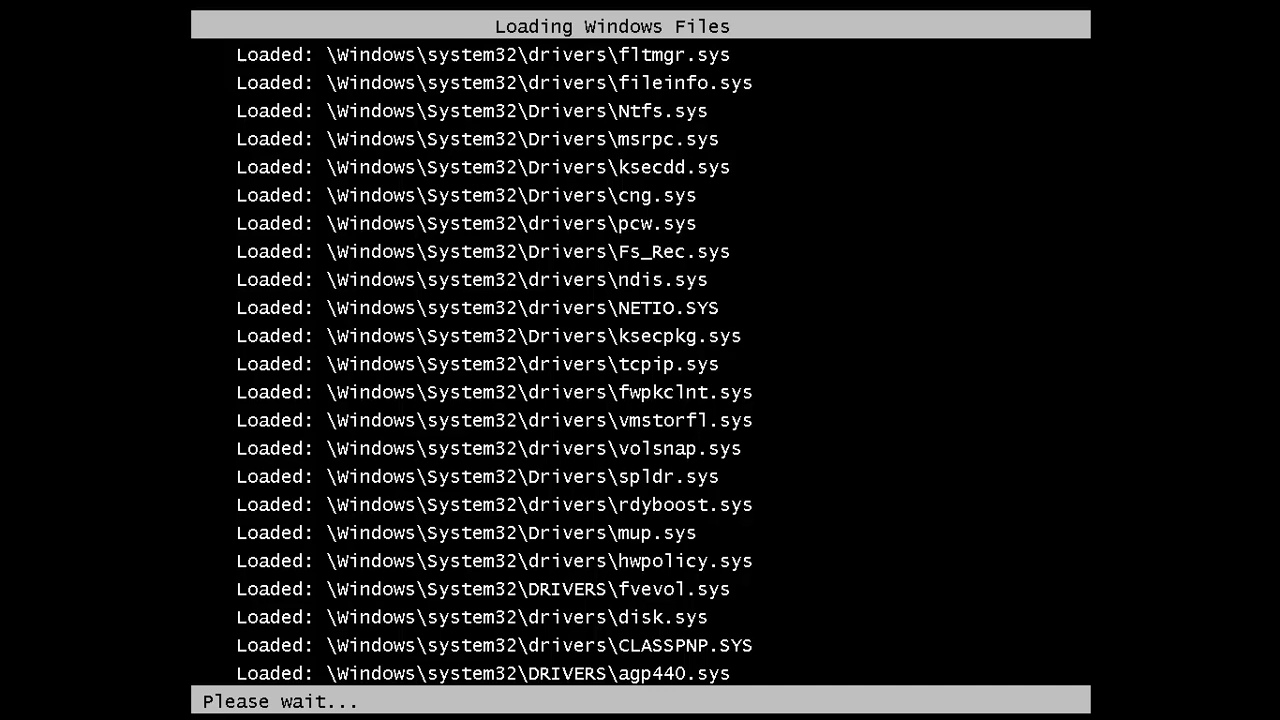 Loading Windows Files
Loaded: \Windows\system32\drivers\fltmgr.sys
Loaded: \Windows\system32\drivers\fileinfo.sys
Loaded: \Windows\System32\Drivers\Ntfs.sys
Loaded: \Windows\System32\Drivers\msrpc.sys
Loaded: \Windows\System32\Drivers\ksecdd.sys
Loaded: \Windows\System32\Drivers\cng.sys
Loaded: \Windows\System32\drivers\pcw.sys
Loaded: \Windows\System32\Drivers\Fs_Rec.sys
Loaded: \Windows\system32\drivers\ndis.sys
Loaded: \Windows\system32\drivers\NETIO.SYS
Loaded: \Windows\System32\Drivers\ksecpkg.sys
Loaded: \Windows\System32\drivers\tcpip.sys
Loaded: \Windows\System32\drivers\fwpkclnt.sys
Loaded: \Windows\system32\drivers\vmstorfl.sys
Loaded: \Windows\system32\drivers\volsnap.sys
Loaded: \Windows\System32\Drivers\spldr.sys
Loaded: \Windows\System32\drivers\rdyboost.sys
Loaded: \Windows\System32\Drivers\mup.sys
Loaded: \Windows\System32\drivers\hwpolicy.sys
Loaded: \Windows\System32\DRIVERS\fvevol.sys
Loaded: \Windows\system32\drivers\disk.sys
Loaded: \Windows\system32\drivers\CLASSPNP.SYS
Loaded: \Windows\system32\DRIVERS\agp440.sys
Please wait...